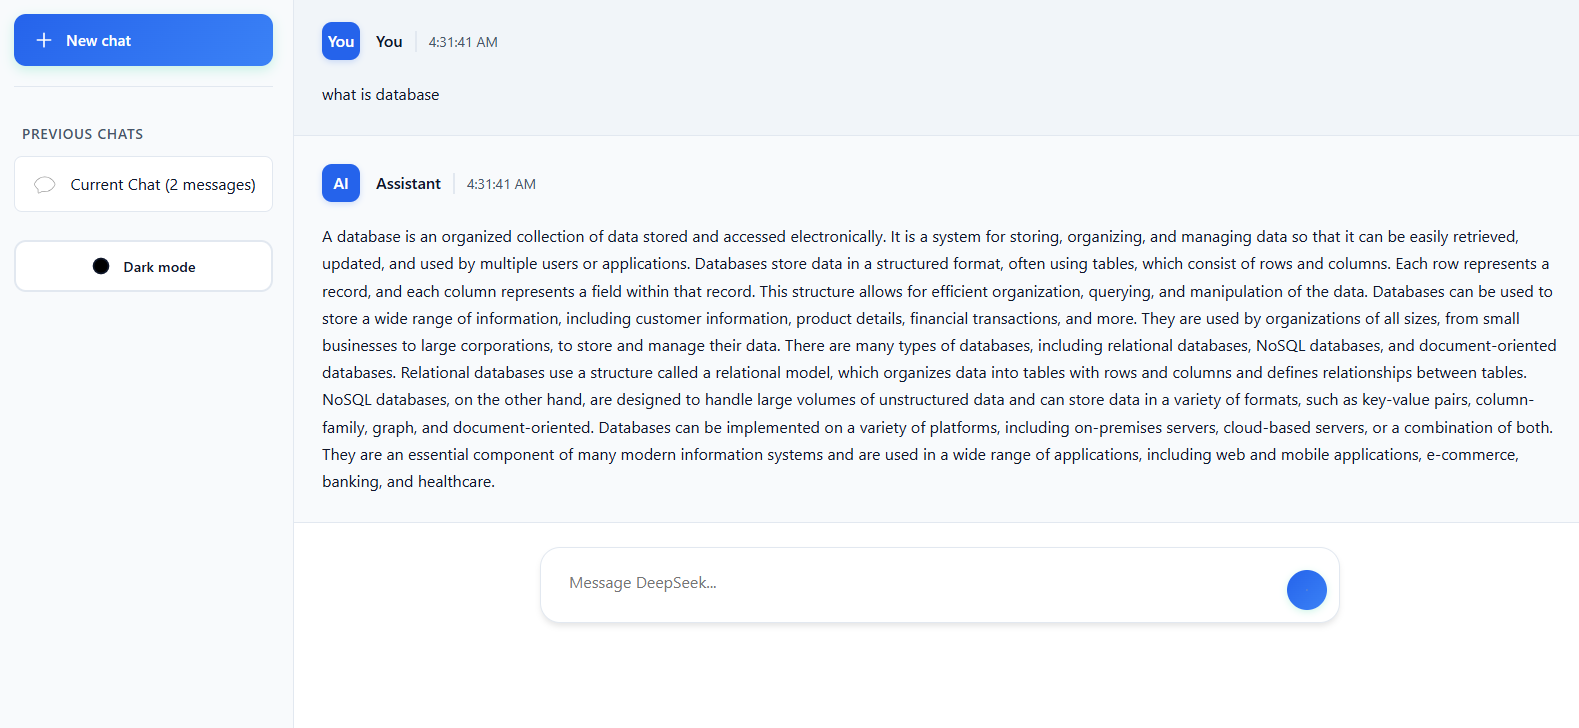 New chat
PREVIOUS CHATS
Current Chat (2 messages)
Dark mode
You You 4:31:41 AM
what is database
AI Assistant 4:31:41 AM
A database is an organized collection of data stored and accessed electronically. It is a system for storing, organizing, and managing data so that it can be easily retrieved,
updated, and used by multiple users or applications. Databases store data in a structured format, often using tables, which consist of rows and columns. Each row represents a
record, and each column represents a field within that record. This structure allows for efficient organization, querying, and manipulation of the data. Databases can be used to
store a wide range of information, including customer information, product details, financial transactions, and more. They are used by organizations of all sizes, from small
businesses to large corporations, to store and manage their data. There are many types of databases, including relational databases, NoSQL databases, and document-oriented
databases. Relational databases use a structure called a relational model, which organizes data into tables with rows and columns and defines relationships between tables.
NoSQL databases, on the other hand, are designed to handle large volumes of unstructured data and can store data in a variety of formats, such as key-value pairs, column-
family, graph, and document-oriented. Databases can be implemented on a variety of platforms, including on-premises servers, cloud-based servers, or a combination of both.
They are an essential component of many modern information systems and are used in a wide range of applications, including web and mobile applications, e-commerce,
banking, and healthcare.
Message DeepSeek...